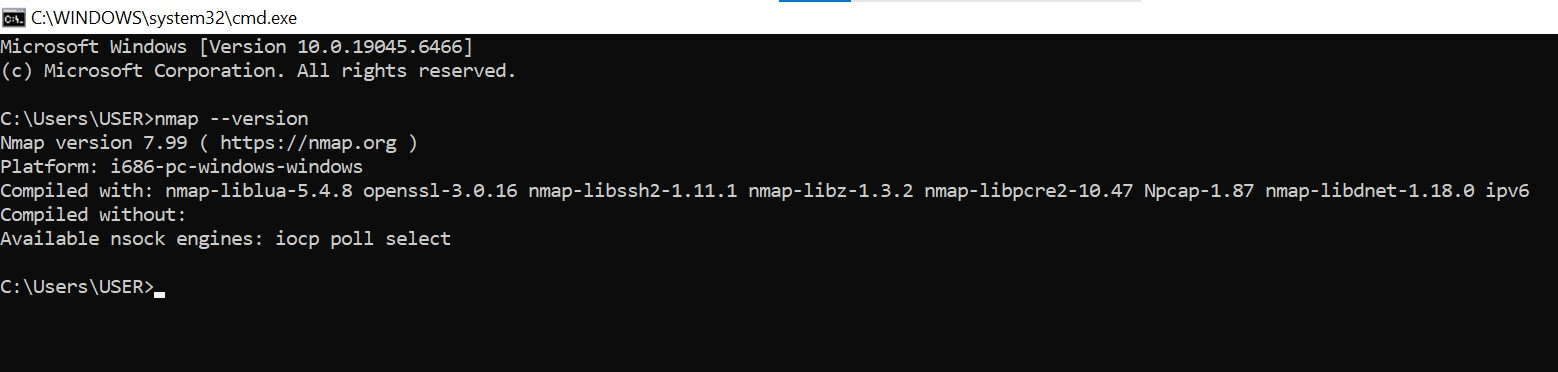 C:\WINDOWS\system32\cmd.exe
Microsoft Windows [Version 10.0.19045.6466]
(c) Microsoft Corporation. All rights reserved.
C:\Users\USER>nmap --version
Nmap version 7.99 ( https://nmap.org )
Platform: i686-pc-windows-windows
Compiled with: nmap-liblua-5.4.8 openssl-3.0.16 nmap-libssh2-1.11.1 nmap-libz-1.3.2 nmap-libpcre2-10.47 Npcap-1.87 nmap-libdnet-1.18.0 ipv6
Compiled without:
Available nsock engines: iocp poll select
C:\Users\USER>